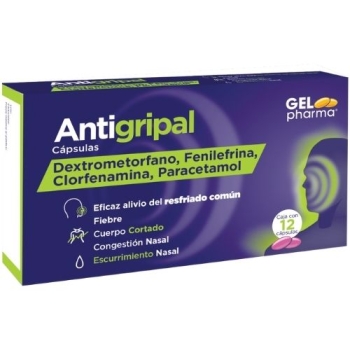 Antigripal
Cápsulas
Dextrometorfano, Fenilefrina,
Clorfenamina, Paracetamol
Eficaz alivio del resfriado común
Fiebre
Cuerpo Cortado
Congestión Nasal
Escurrimiento Nasal
GEL
pharma®
Caja con
12
cápsulas